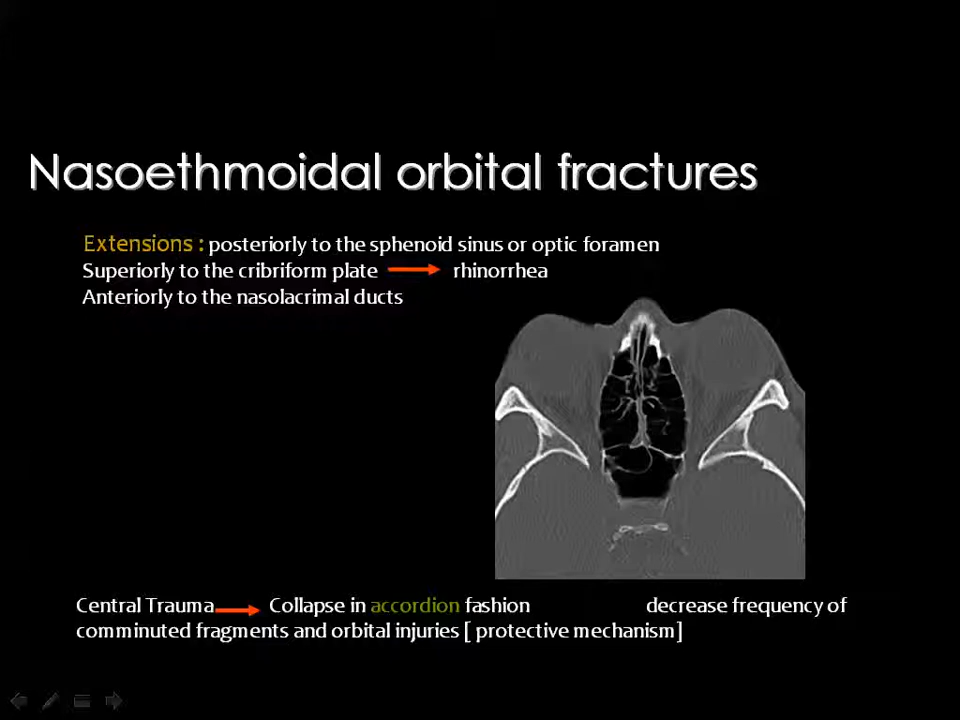 Nasoethmoidal orbital fractures
Extensions : posteriorly to the sphenoid sinus or optic foramen
Superiorly to the cribriform plate rhinorrhea
Anteriorly to the nasolacrimal ducts
Central Trauma Collapse in accordion fashion decrease frequency of
comminuted fragments and orbital injuries [ protective mechanism]